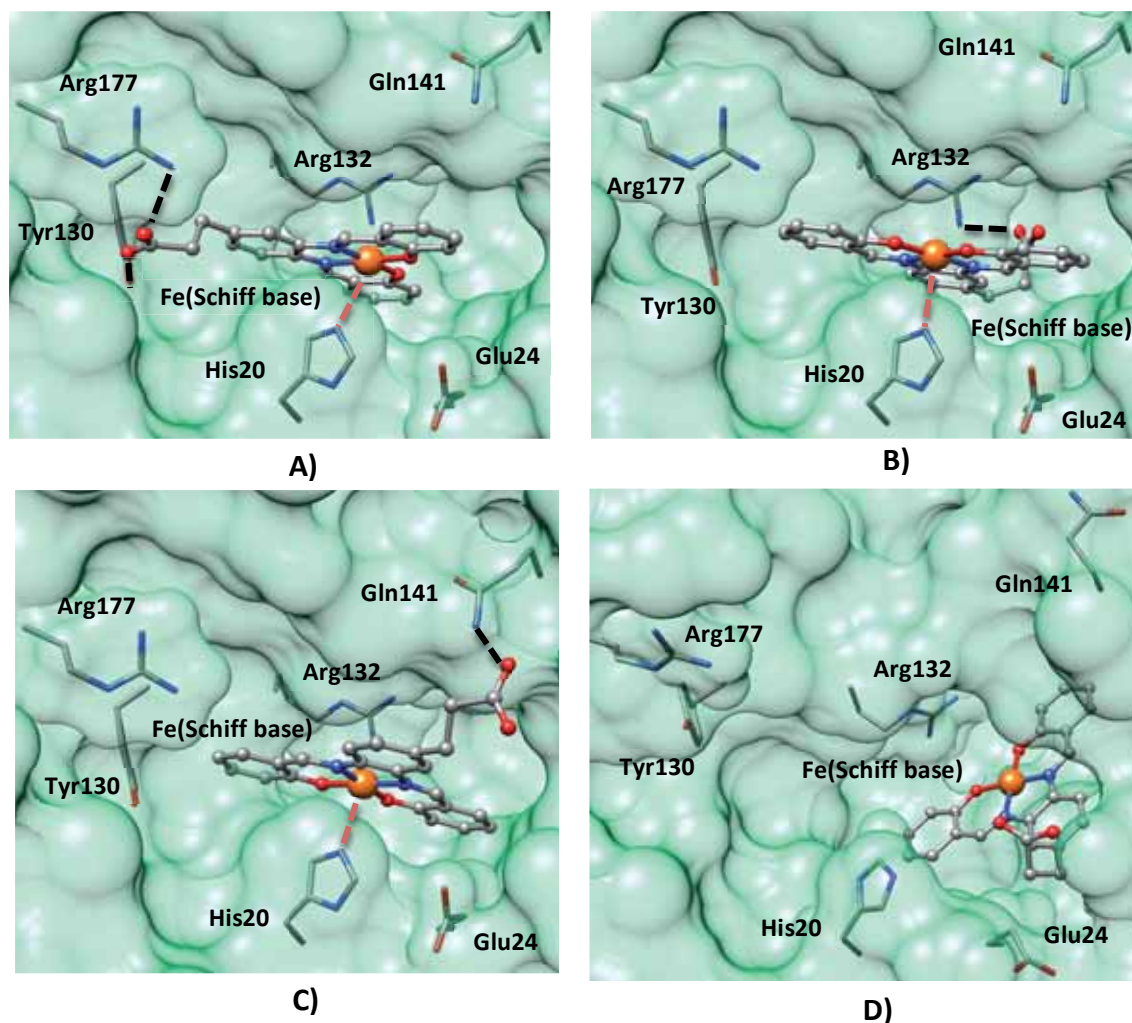 Arg177
Gln141
Arg132
Tyr130
Fe(Schiff base)
His20
Glu24
A)
Gln141
Arg132
Arg177
Tyr130
Fe(Schiff base)
His20
Glu24
B)
Gln141
Arg177
Arg132
Fe(Schiff base)
Tyr130
His20
Glu24
C)
Gln141
Arg177
Arg132
Tyr130
Fe(Schiff base)
His20
Glu24
D)